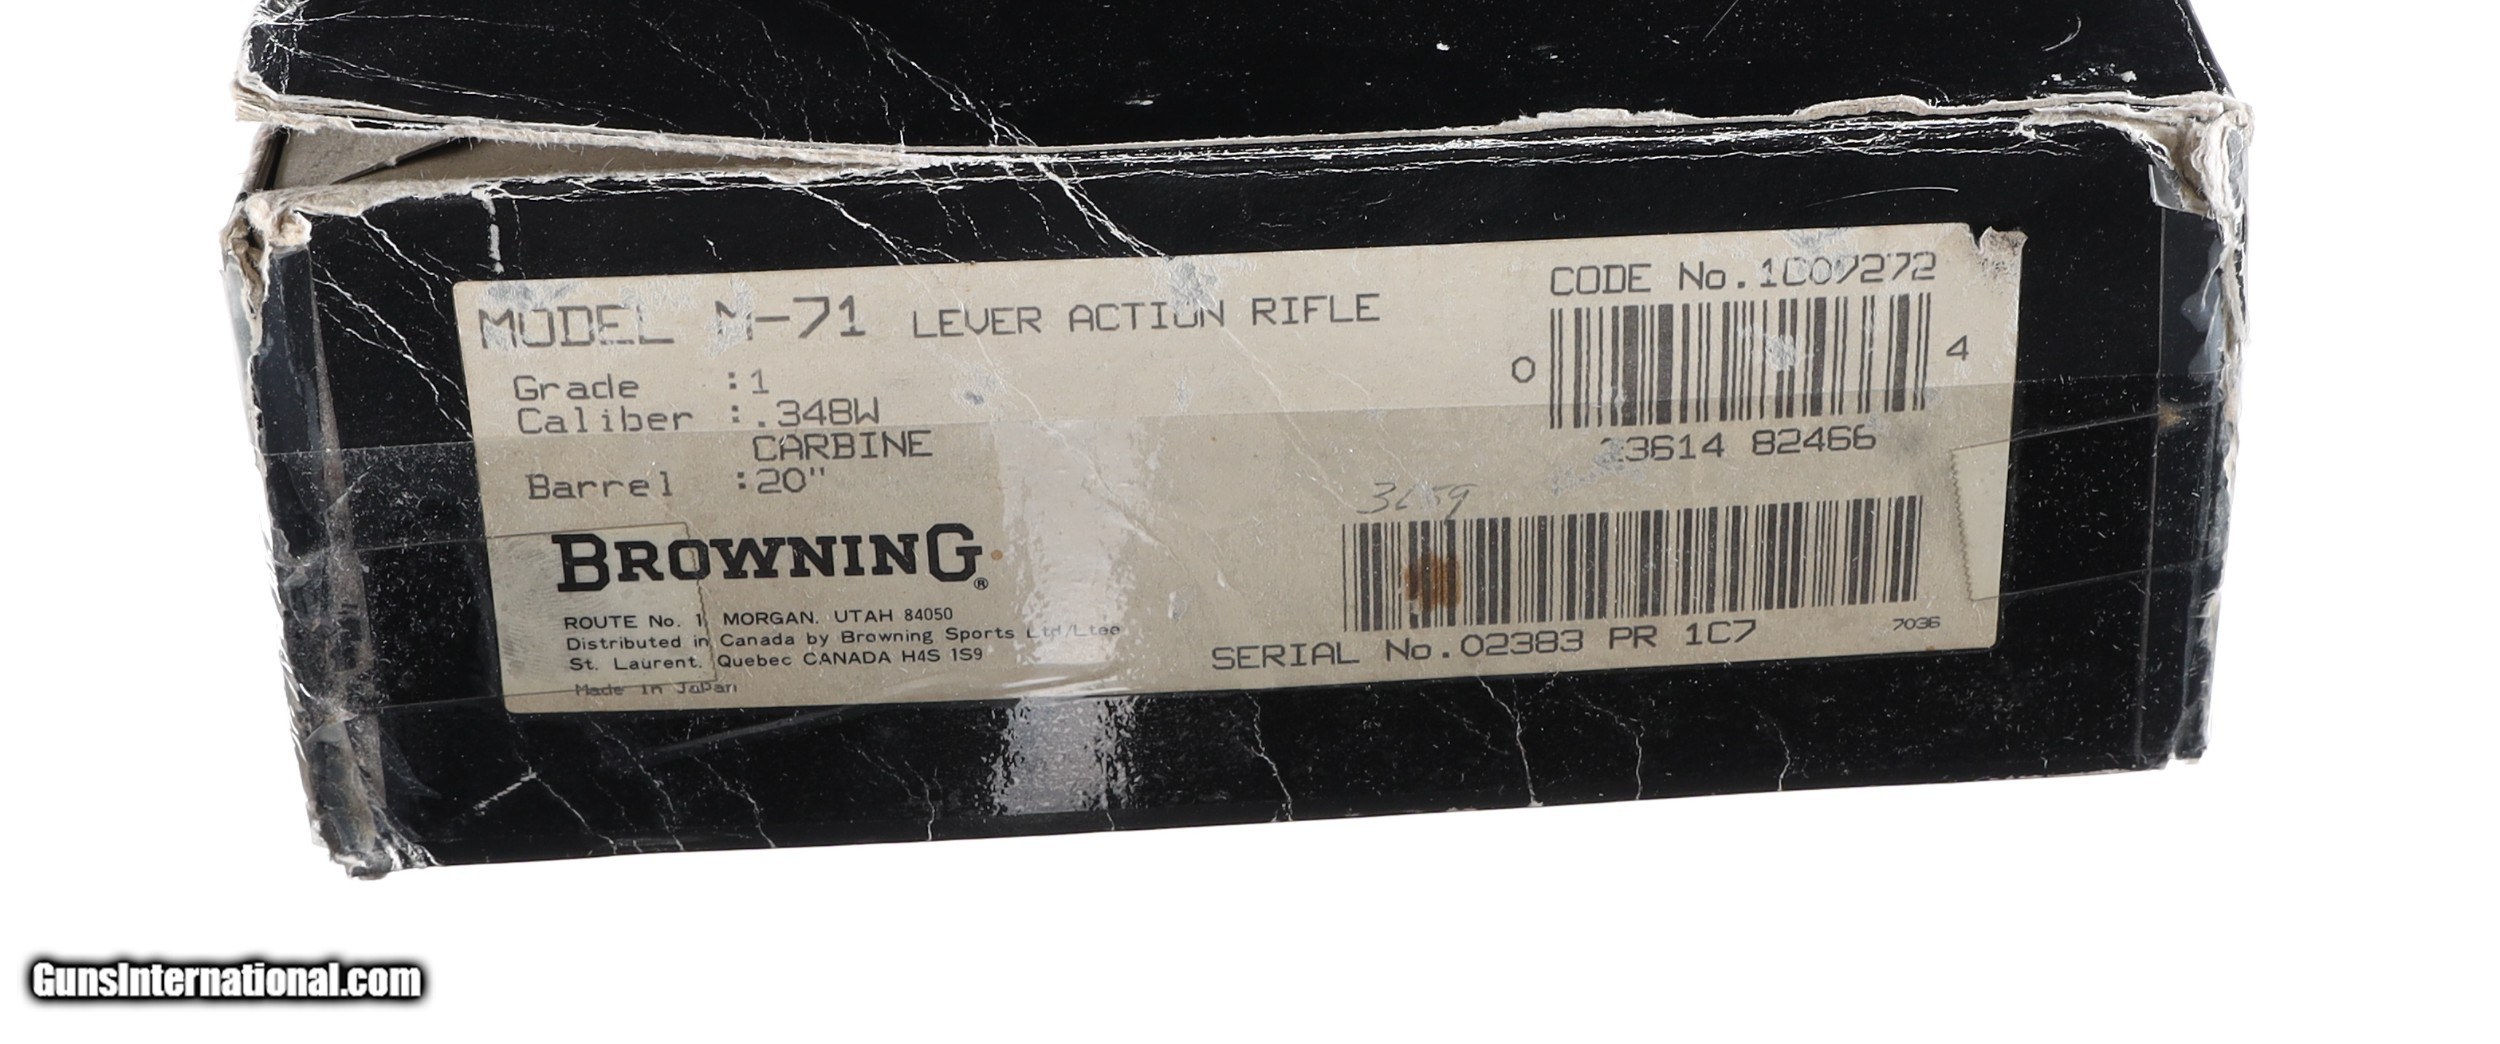 MODEL M-71 LEVER ACTION RIFLE
CODE No.1C07272
Grade :1
Caliber :.348W
CARBINE
Barrel :20"
0
4
23614 82466
BROWNING®
ROUTE No. 1, MORGAN, UTAH 84050
Distributed in Canada by Browning Sports Ltd/Ltee
St. Laurent, Quebec CANADA H4S 1S9
Made in Japan
SERIAL No.02383 PR 1C7
7036
GunsInternational.com